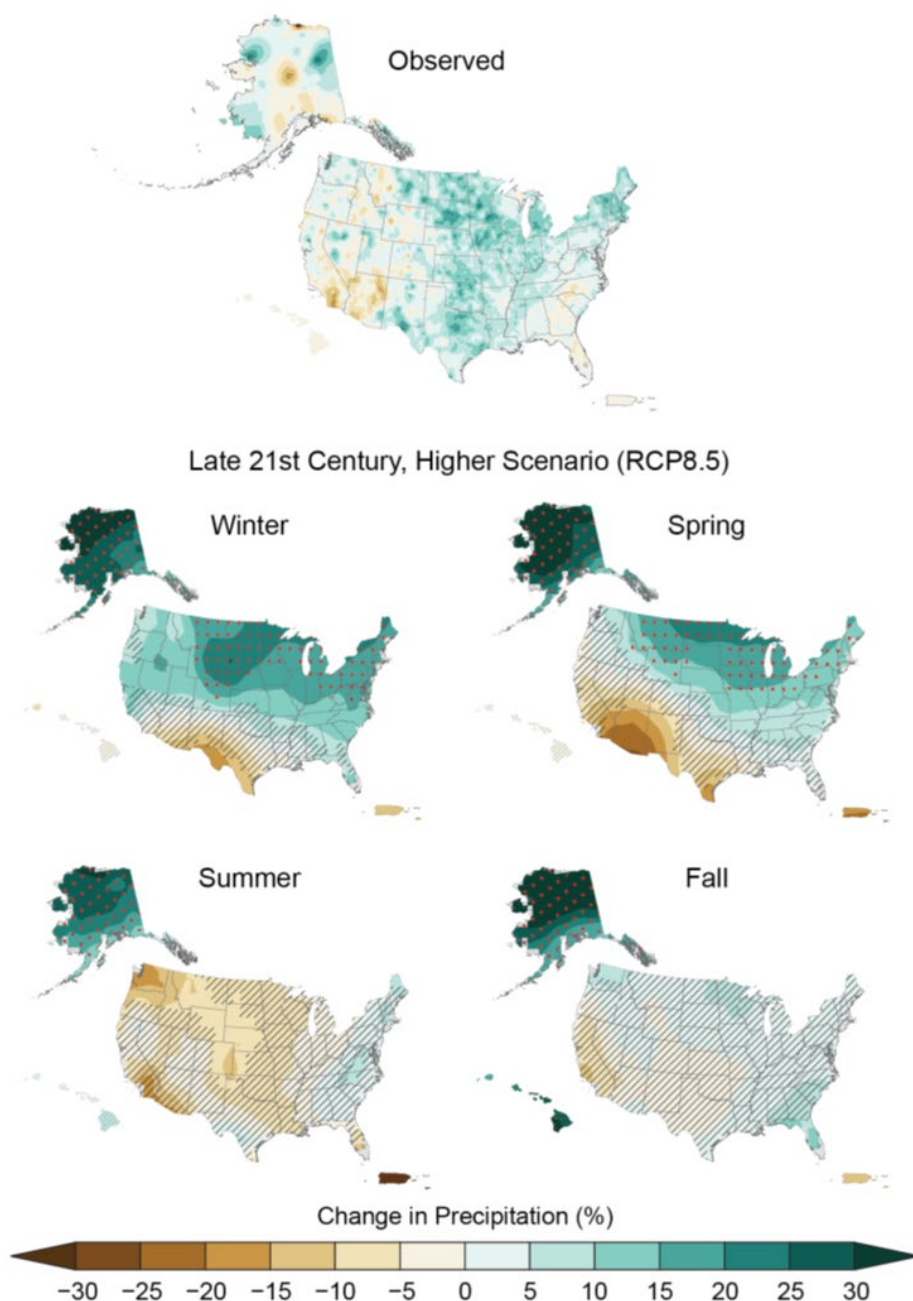 Observed
Late 21st Century, Higher Scenario (RCP8.5)
Winter
Spring
Summer
Fall
Change in Precipitation (%)
−30 −25 −20 −15 −10 −5 0 5 10 15 20 25 30